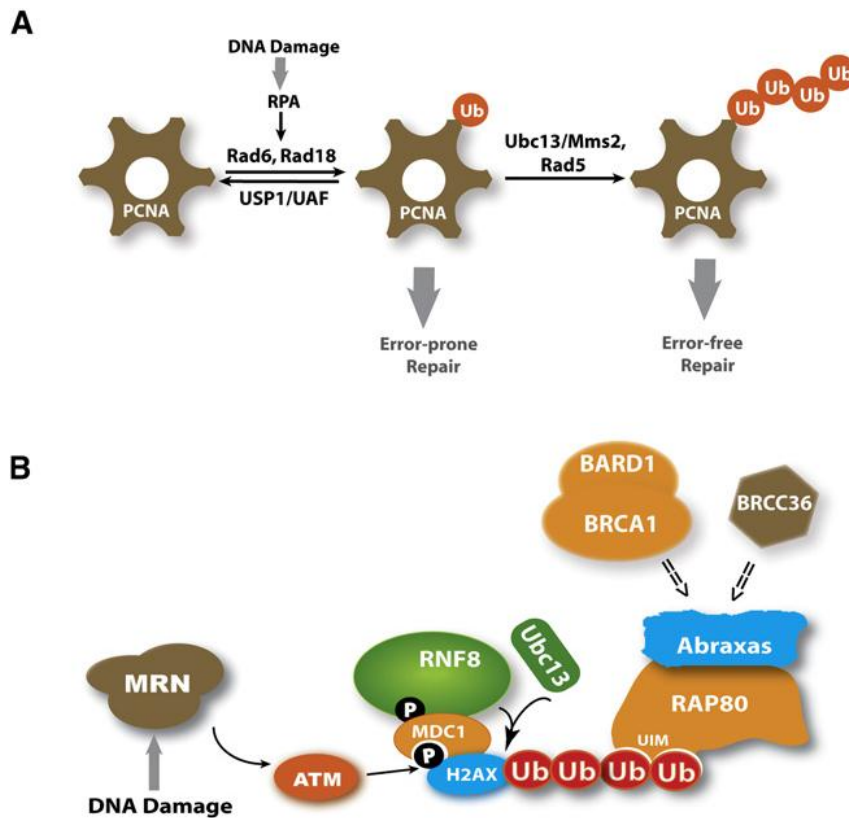 A
DNA Damage
RPA
Rad6, Rad18
USP1/UAF
PCNA
Ub
PCNA
Ubc13/Mms2,
Rad5
Ub
Ub
Ub
Ub
PCNA
Error-prone
Repair
Error-free
Repair
B
BARD1
BRCA1
BRCC36
Abraxas
RAP80
UIM
Ubc13
RNF8
P
MDC1
P
H2AX
Ub
Ub
Ub
Ub
MRN
ATM
DNA Damage